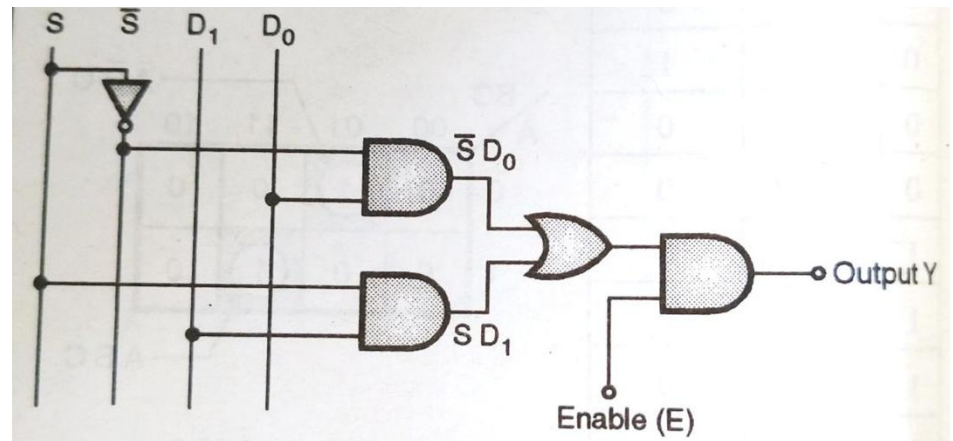 S S̅ D₁ D₀
S̅ D₀
Output Y
S D₁
Enable (E)